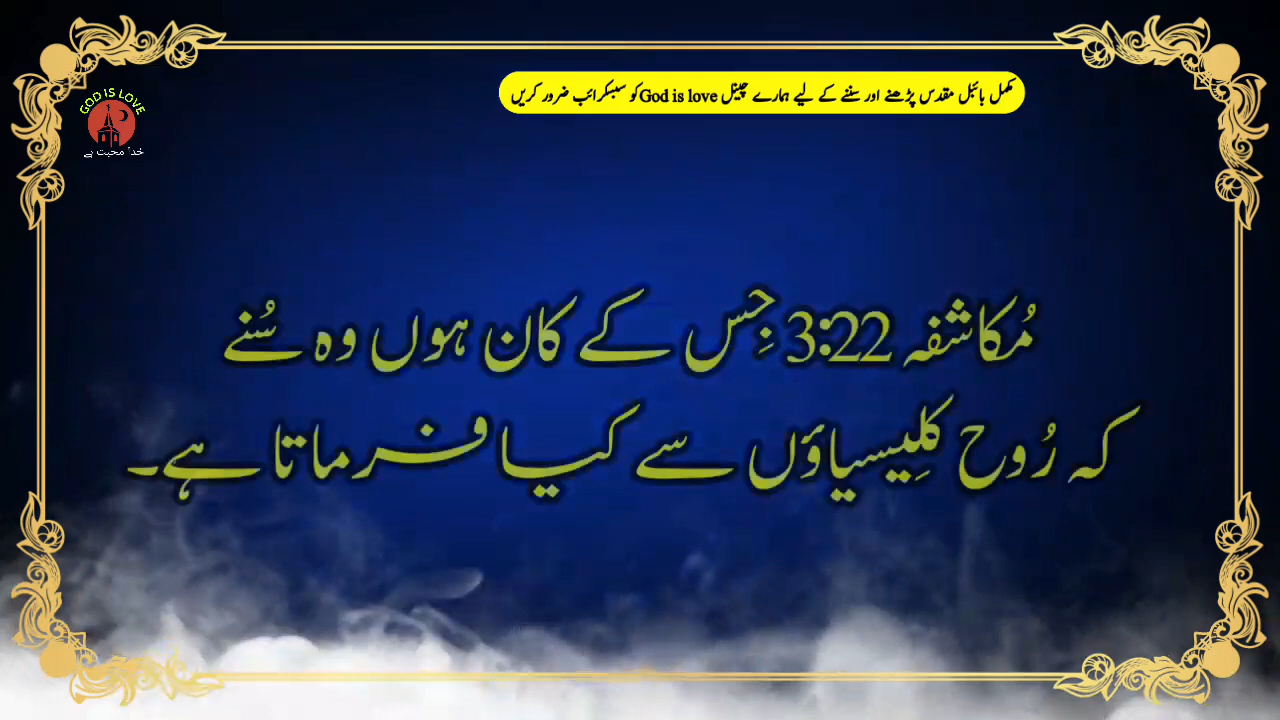 مکمل بائبل مقدس پڑھنے اور سننے کے لیے ہمارے چینل God is love کو سبسکرائب ضرور کریں
GOD IS LOVE
خدا محبت ہے
مُکاشفہ 3:22 جِس کے کان ہوں وہ سُنے
کہ رُوح کلِیسیاؤں سے کیا فرماتا ہے۔